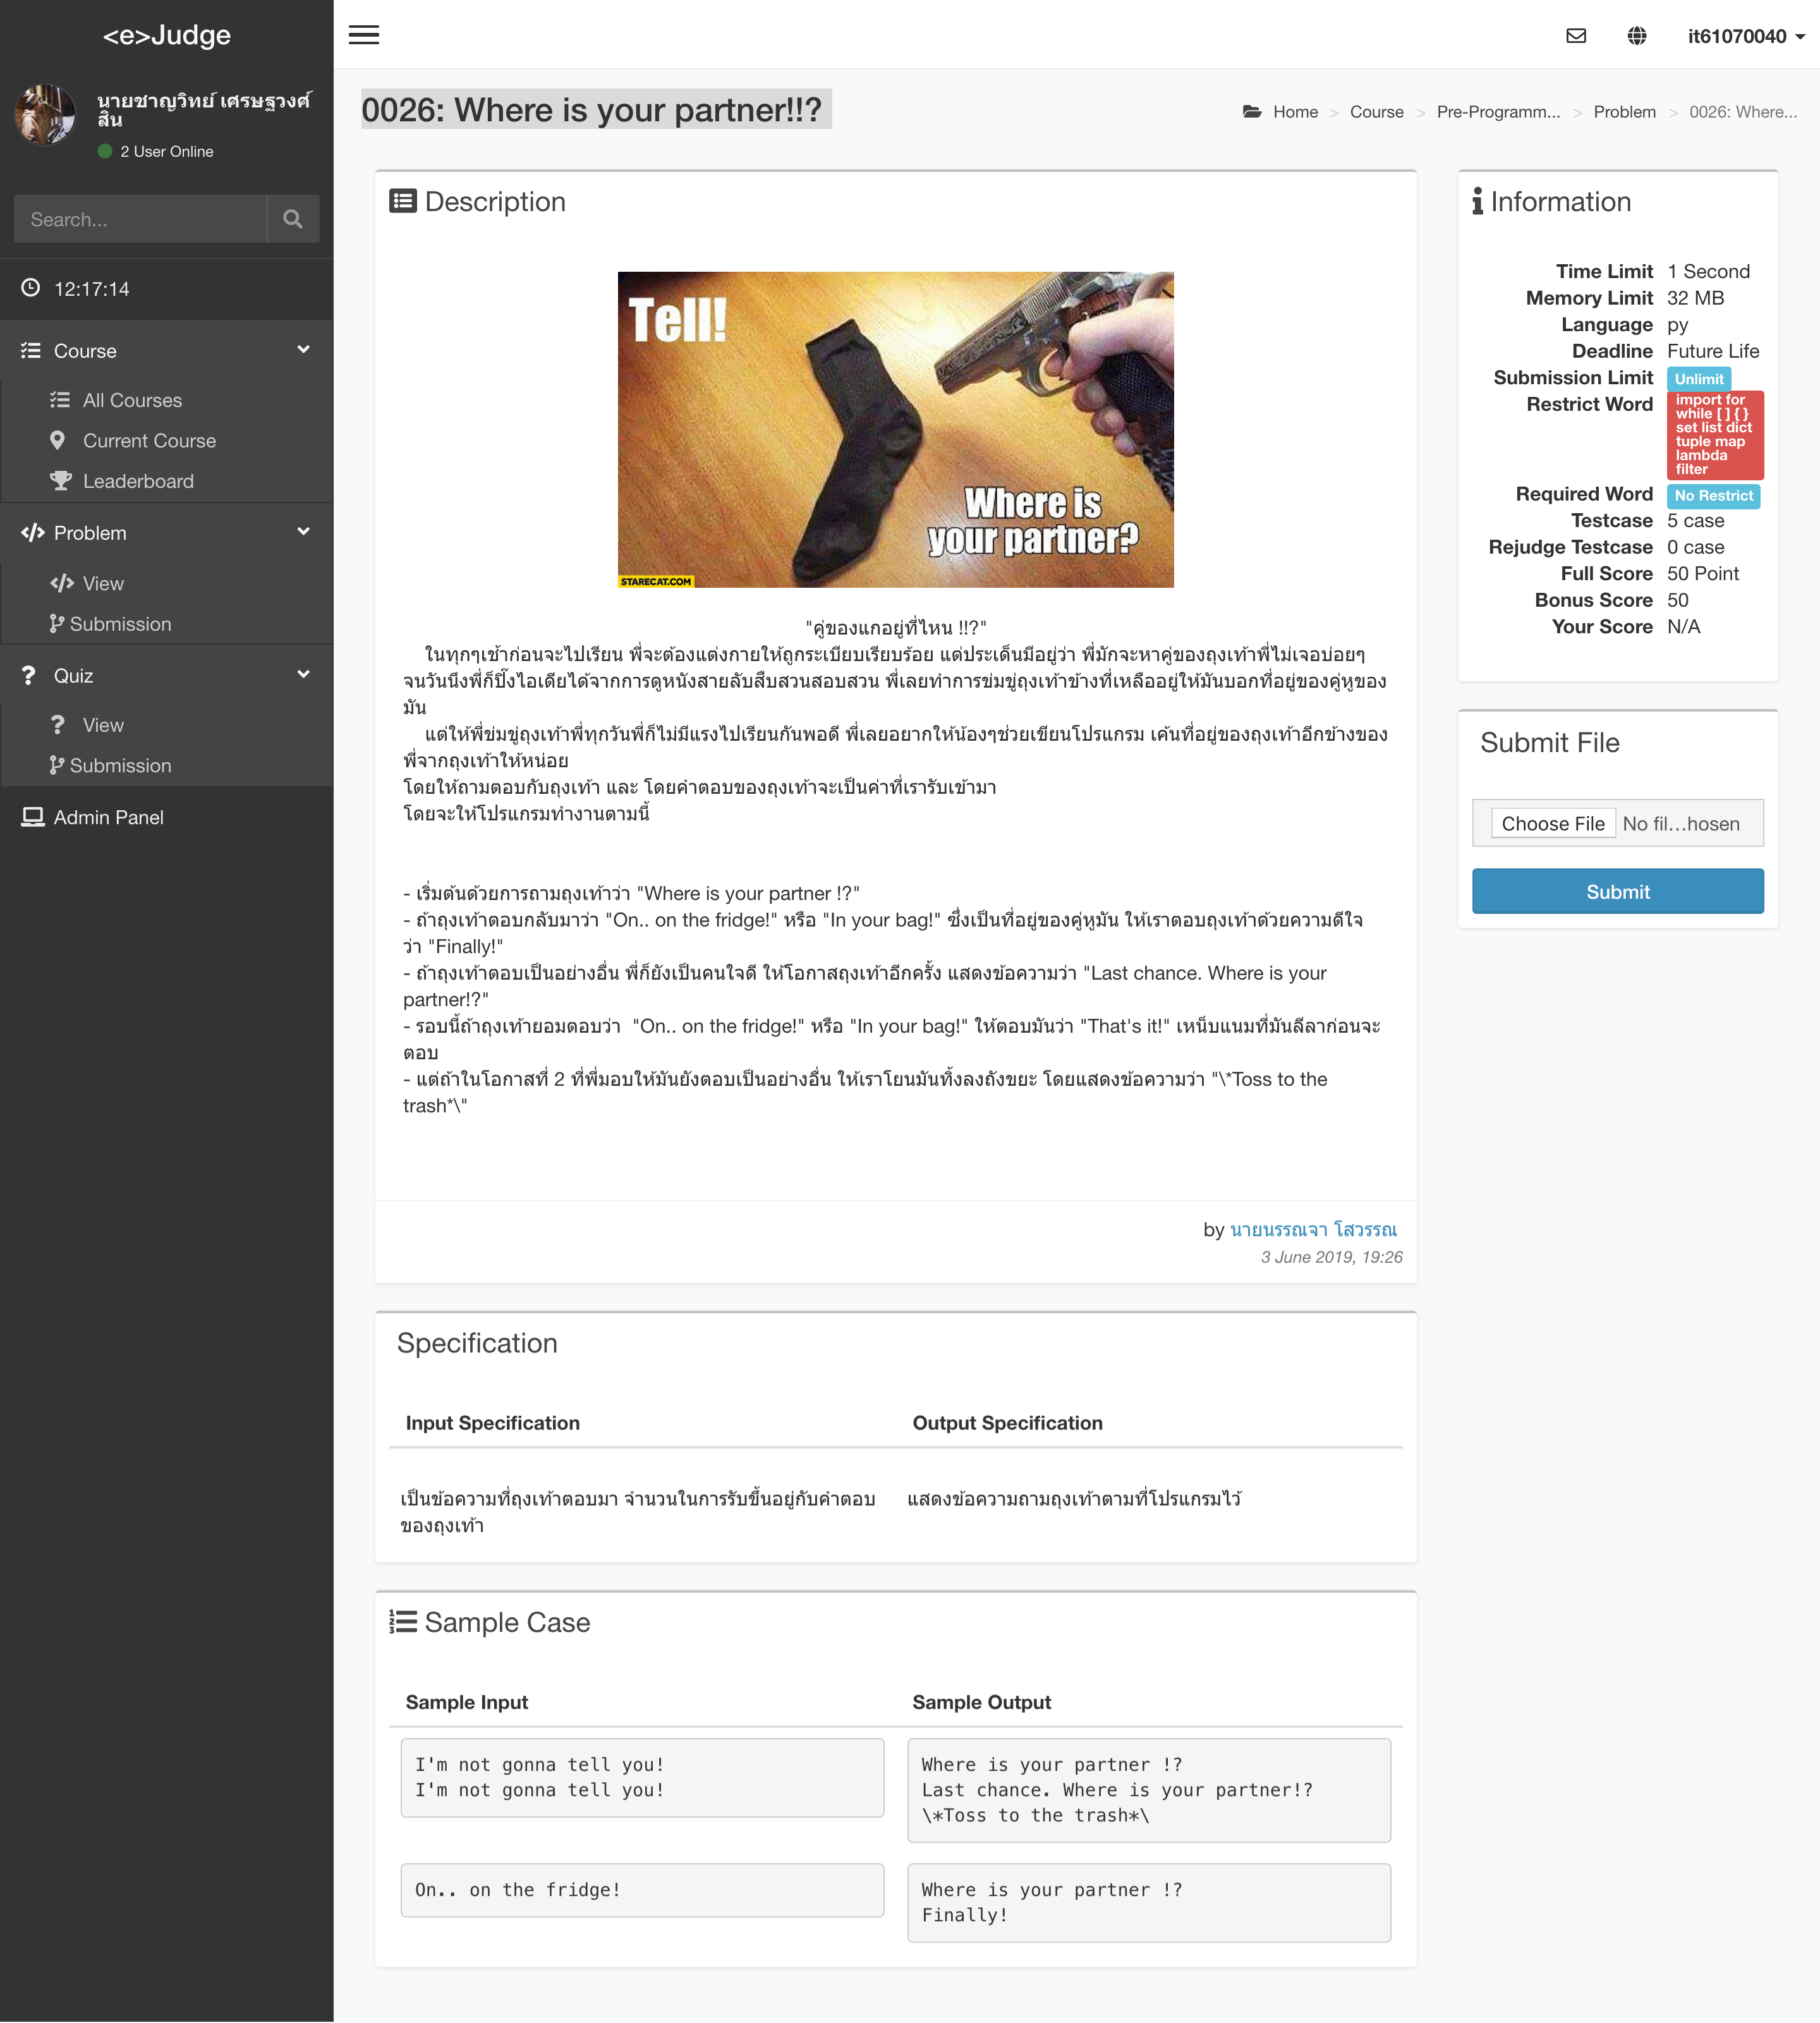 <e>Judge
it61070040
นายชาญวิทย์ เศรษฐวงศ์
สิน
2 User Online
Search...
12:17:14
Course
All Courses
Current Course
Leaderboard
Problem
View
Submission
Quiz
View
Submission
Admin Panel
0026: Where is your partner!!?
Home > Course > Pre-Programm... > Problem > 0026: Where...
Description
Tell!
Where is
your partner?
STARECAT.COM
"คู่ของแกอยู่ที่ไหน !!?"
ในทุกๆเช้าก่อนจะไปเรียน พี่จะต้องแต่งกายให้ถูกระเบียบเรียบร้อย แต่ประเด็นมีอยู่ว่า พี่มักจะหาคู่ของถุงเท้าพี่ไม่เจอบ่อยๆ
จนวันนึงพี่ก็ปิ๊งไอเดียได้จากการดูหนังสายลับสืบสวนสอบสวน พี่เลยทำการข่มขู่ถุงเท้าข้างที่เหลืออยู่ให้มันบอกที่อยู่ของคู่หูของ
มัน
แต่ให้พี่ข่มขู่ถุงเท้าพี่ทุกวันพี่ก็ไม่มีแรงไปเรียนกันพอดี พี่เลยอยากให้น้องๆช่วยเขียนโปรแกรม เค้นที่อยู่ของถุงเท้าอีกข้างของ
พี่จากถุงเท้าให้หน่อย
โดยให้ถามตอบกับถุงเท้า และ โดยคำตอบของถุงเท้าจะเป็นค่าที่เรารับเข้ามา
โดยจะให้โปรแกรมทำงานตามนี้
- เริ่มต้นด้วยการถามถุงเท้าว่า "Where is your partner !?"
- ถ้าถุงเท้าตอบกลับมาว่า "On.. on the fridge!" หรือ "In your bag!" ซึ่งเป็นที่อยู่ของคู่หูมัน ให้เราตอบถุงเท้าด้วยความดีใจ
ว่า "Finally!"
- ถ้าถุงเท้าตอบเป็นอย่างอื่น พี่ก็ยังเป็นคนใจดี ให้โอกาสถุงเท้าอีกครั้ง แสดงข้อความว่า "Last chance. Where is your
partner!?"
- รอบนี้ถ้าถุงเท้ายอมตอบว่า "On.. on the fridge!" หรือ "In your bag!" ให้ตอบมันว่า "That's it!" เหน็บแนมที่มันลีลาก่อนจะ
ตอบ
- แต่ถ้าในโอกาสที่ 2 ที่พี่มอบให้มันยังตอบเป็นอย่างอื่น ให้เราโยนมันทิ้งลงถังขยะ โดยแสดงข้อความว่า "\*Toss to the
trash*\"
by นายนรรณจา โสวรรณ
3 June 2019, 19:26
Information
Time Limit 1 Second
Memory Limit 32 MB
Language py
Deadline Future Life
Submission Limit Unlimit
Restrict Word import for
while [ ] { }
set list dict
tuple map
lambda
filter
Required Word No Restrict
Testcase 5 case
Rejudge Testcase 0 case
Full Score 50 Point
Bonus Score 50
Your Score N/A
Submit File
Choose File No fil...hosen
Submit
Specification
Input Specification Output Specification
เป็นข้อความที่ถุงเท้าตอบมา จำนวนในการรับขึ้นอยู่กับคำตอบ
ของถุงเท้า
แสดงข้อความถามถุงเท้าตามที่โปรแกรมไว้
Sample Case
Sample Input Sample Output
I'm not gonna tell you!
I'm not gonna tell you!
Where is your partner !?
Last chance. Where is your partner!?
\*Toss to the trash*\
On.. on the fridge!
Where is your partner !?
Finally!